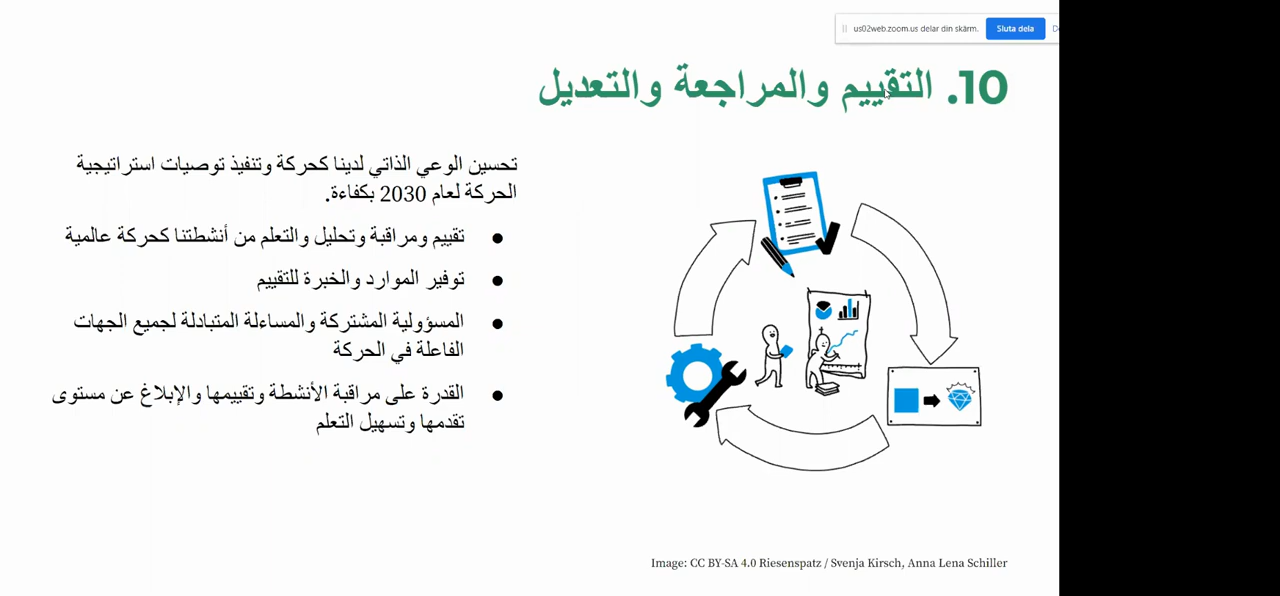 us02web.zoom.us delar din skärm.
Sluta dela
10. التقييم والمراجعة والتعديل
تحسين الوعي الذاتي لدينا كحركة وتنفيذ توصيات استراتيجية
الحركة لعام 2030 بكفاءة.
● تقييم ومراقبة وتحليل والتعلم من أنشطتنا كحركة عالمية
● توفير الموارد والخبرة للتقييم
● المسؤولية المشتركة والمساءلة المتبادلة لجميع الجهات
الفاعلة في الحركة
● القدرة على مراقبة الأنشطة وتقييمها والإبلاغ عن مستوى
تقدمها وتسهيل التعلم
Image: CC BY-SA 4.0 Riesenspatz / Svenja Kirsch, Anna Lena Schiller